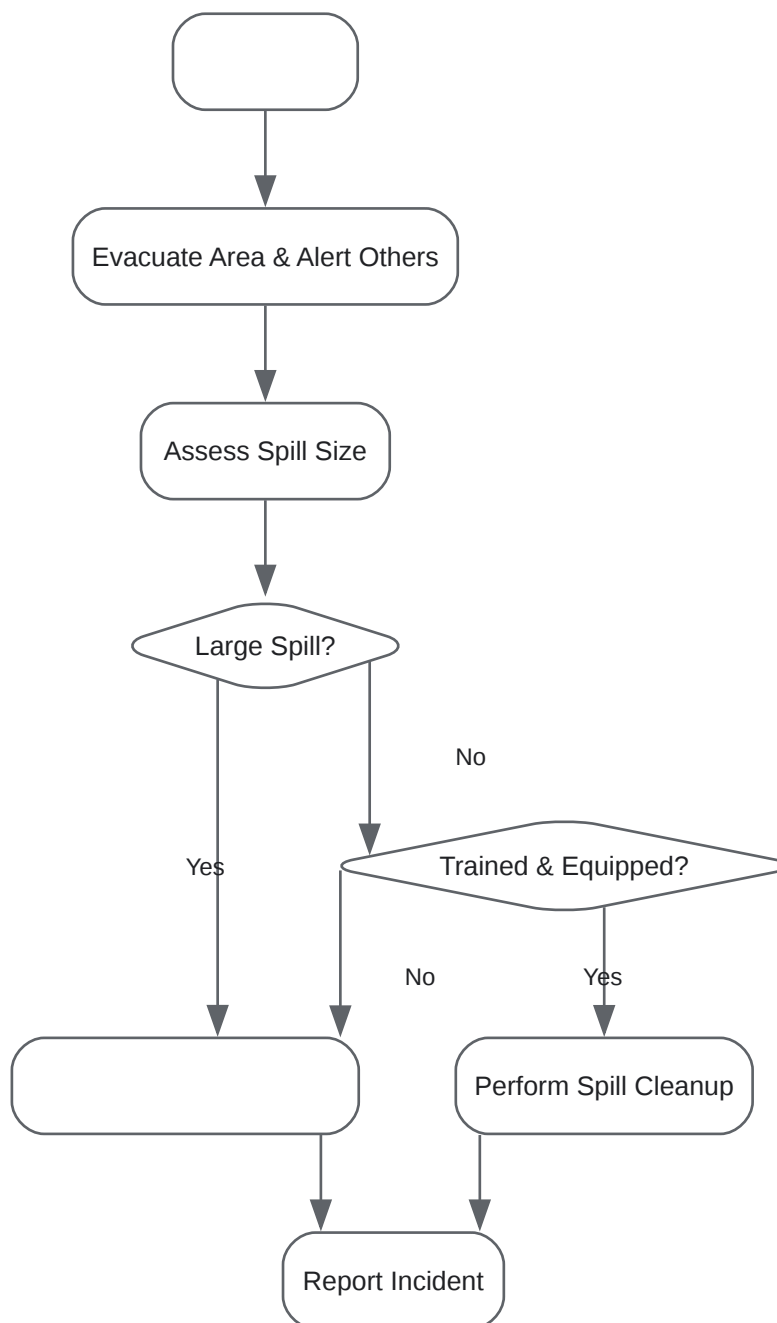 Evacuate Area & Alert Others
Assess Spill Size
Large Spill?
No
Yes
Trained & Equipped?
No
Yes
Perform Spill Cleanup
Report Incident